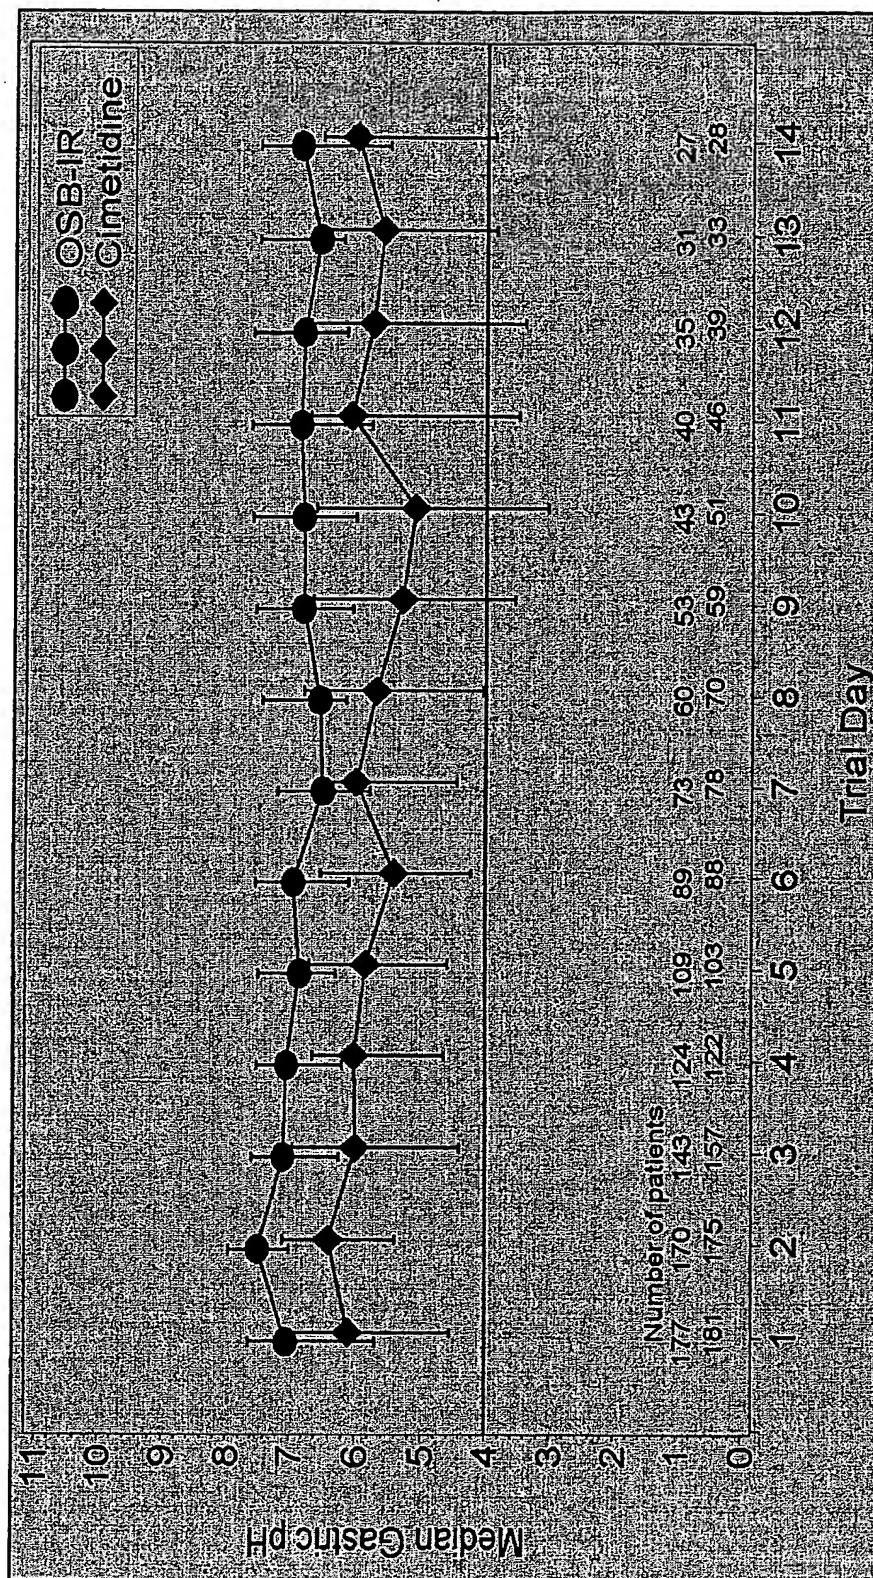 OSB-IR
Cimetidine
Median Gastric pH
11
10
9
8
7
6
5
4
3
2
1
0
Number of patients
177 170 143 124 109 89 73 60 53 43 40 35 31 27
181 175 157 122 103 88 78 70 59 51 46 39 33 28
1 2 3 4 5 6 7 8 9 10 11 12 13 14
Trial Day